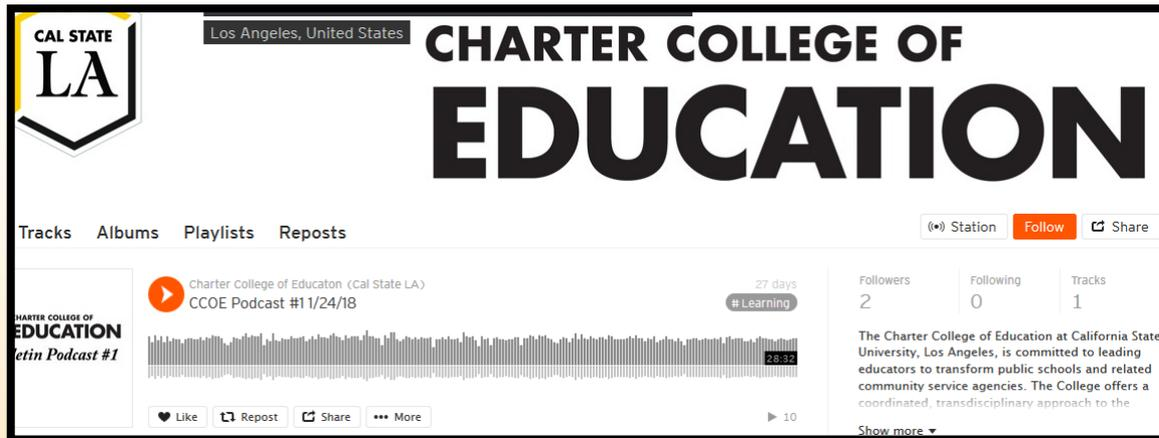 CAL STATE
LA
Los Angeles, United States
CHARTER COLLEGE OF
EDUCATION
Tracks Albums Playlists Reposts
Station Follow Share
HARTER COLLEGE OF
EDUCATION
letin Podcast #1
Charter College of Educaton (Cal State LA)
CCOE Podcast #1 1/24/18
27 days
# Learning
28:32
Like Repost Share More
10
Followers Following Tracks
2 0 1
The Charter College of Education at California State
University, Los Angeles, is committed to leading
educators to transform public schools and related
community service agencies. The College offers a
coordinated, transdisciplinary approach to the
Show more